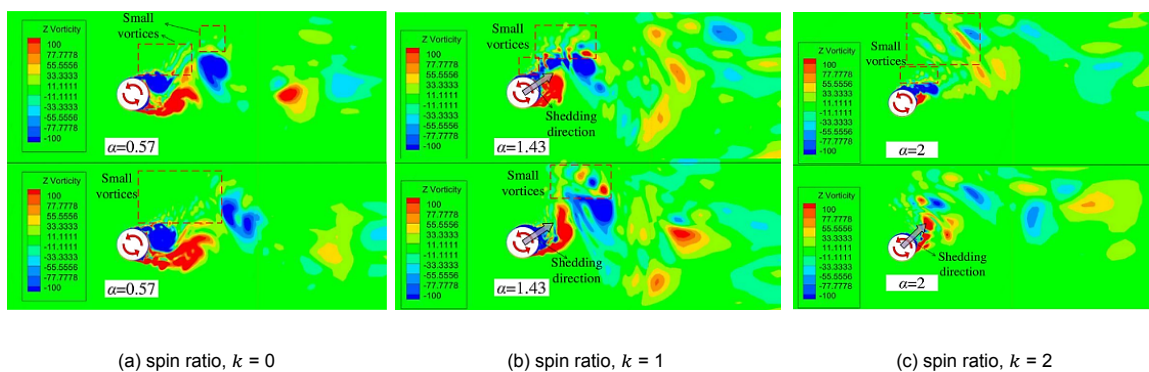 Small
vortices
Z Vorticity
100
77.7778
55.5556
33.3333
11.1111
-11.1111
-33.3333
-55.5556
-77.7778
-100
α=0.57
Small
vortices
Z Vorticity
100
77.7778
55.5556
33.3333
11.1111
-11.1111
-33.3333
-55.5556
-77.7778
-100
α=0.57
Small
vortices
Z Vorticity
100
77.7778
55.5556
33.3333
11.1111
-11.1111
-33.3333
-55.5556
-77.7778
-100
Shedding
direction
α=1.43
Small
vortices
Z Vorticity
100
77.7778
55.5556
33.3333
11.1111
-11.1111
-33.3333
-55.5556
-77.7778
-100
Shedding
direction
α=1.43
Small
vortices
Z Vorticity
100
77.7778
55.5556
33.3333
11.1111
-11.1111
-33.3333
-55.5556
-77.7778
-100
α=2
Z Vorticity
100
77.7778
55.5556
33.3333
11.1111
-11.1111
-33.3333
-55.5556
-77.7778
-100
Shedding
direction
α=2
(a) spin ratio, k = 0
(b) spin ratio, k = 1
(c) spin ratio, k = 2